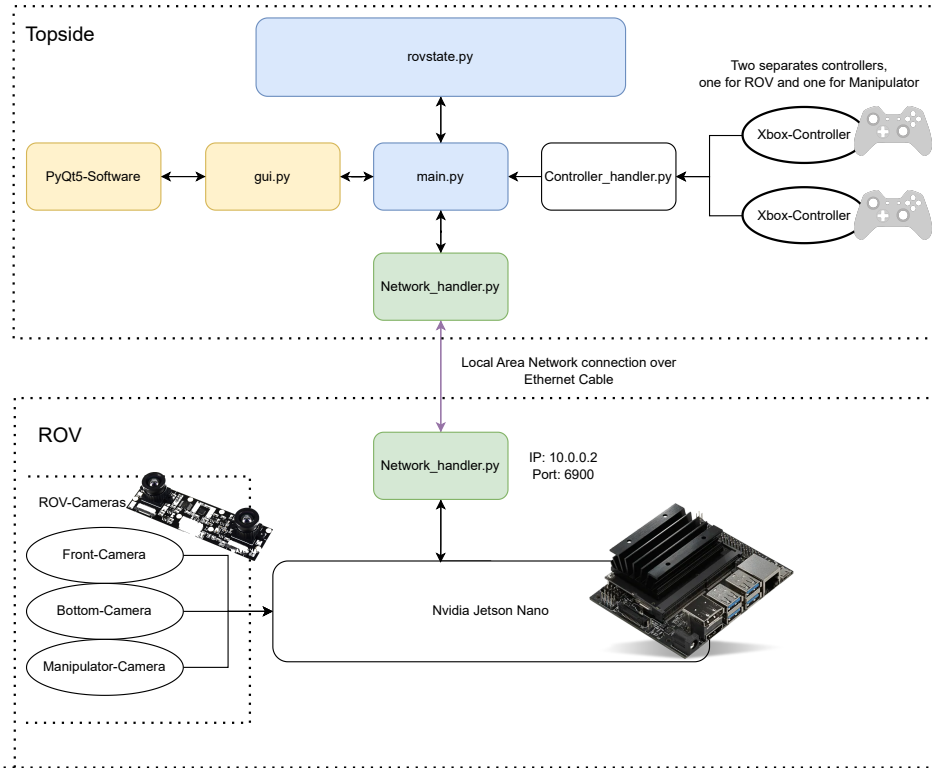 Topside
rovstate.py
Two separates controllers,
one for ROV and one for Manipulator
Xbox-Controller
PyQt5-Software
gui.py
main.py
Controller_handler.py
Xbox-Controller
Network_handler.py
Local Area Network connection over
Ethernet Cable
ROV
Network_handler.py
IP: 10.0.0.2
Port: 6900
ROV-Cameras
Front-Camera
Bottom-Camera
Manipulator-Camera
Nvidia Jetson Nano